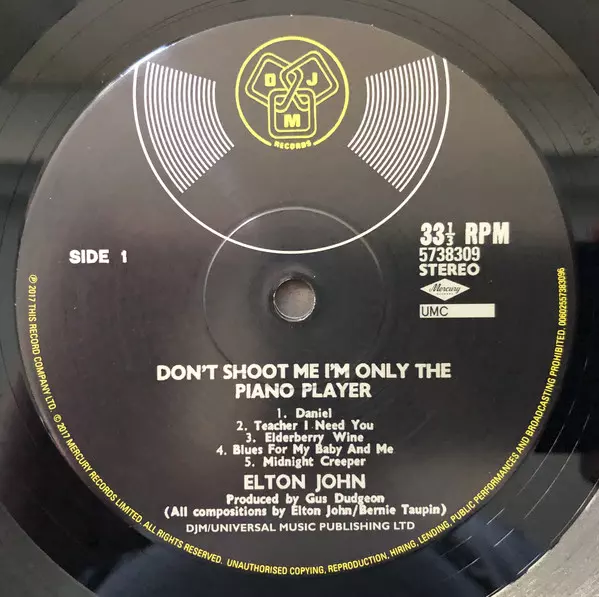 D J M
RECORDS
SIDE 1
33⅓ RPM
5738309
STEREO
Mercury
RECORDS
UMC
DON'T SHOOT ME I'M ONLY THE
PIANO PLAYER
1. Daniel
2. Teacher I Need You
3. Elderberry Wine
4. Blues For My Baby And Me
5. Midnight Creeper
ELTON JOHN
Produced by Gus Dudgeon
(All compositions by Elton John/Bernie Taupin)
DJM/UNIVERSAL MUSIC PUBLISHING LTD
℗ 2017 THIS RECORD COMPANY LTD. © 2017 MERCURY RECORDS LIMITED. ALL RIGHTS RESERVED. UNAUTHORISED COPYING, REPRODUCTION, HIRING, LENDING, PUBLIC PERFORMANCES AND BROADCASTING PROHIBITED. 00602557383096